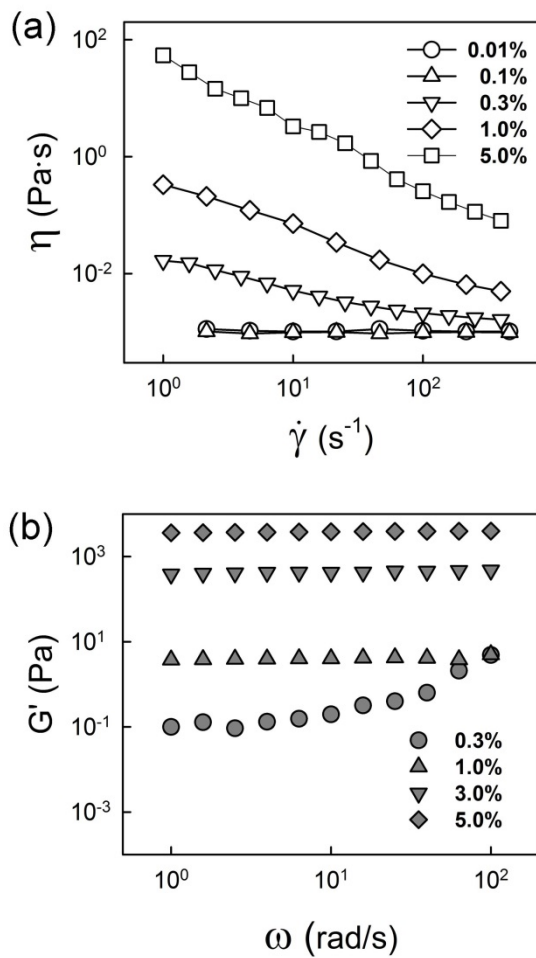 (a)
10²
10⁰
10⁻²
η (Pa·s)
0.01%
0.1%
0.3%
1.0%
5.0%
10⁰ 10¹ 10²
γ̇ (s⁻¹)
(b)
10³
10¹
10⁻¹
10⁻³
G' (Pa)
0.3%
1.0%
3.0%
5.0%
10⁰ 10¹ 10²
ω (rad/s)